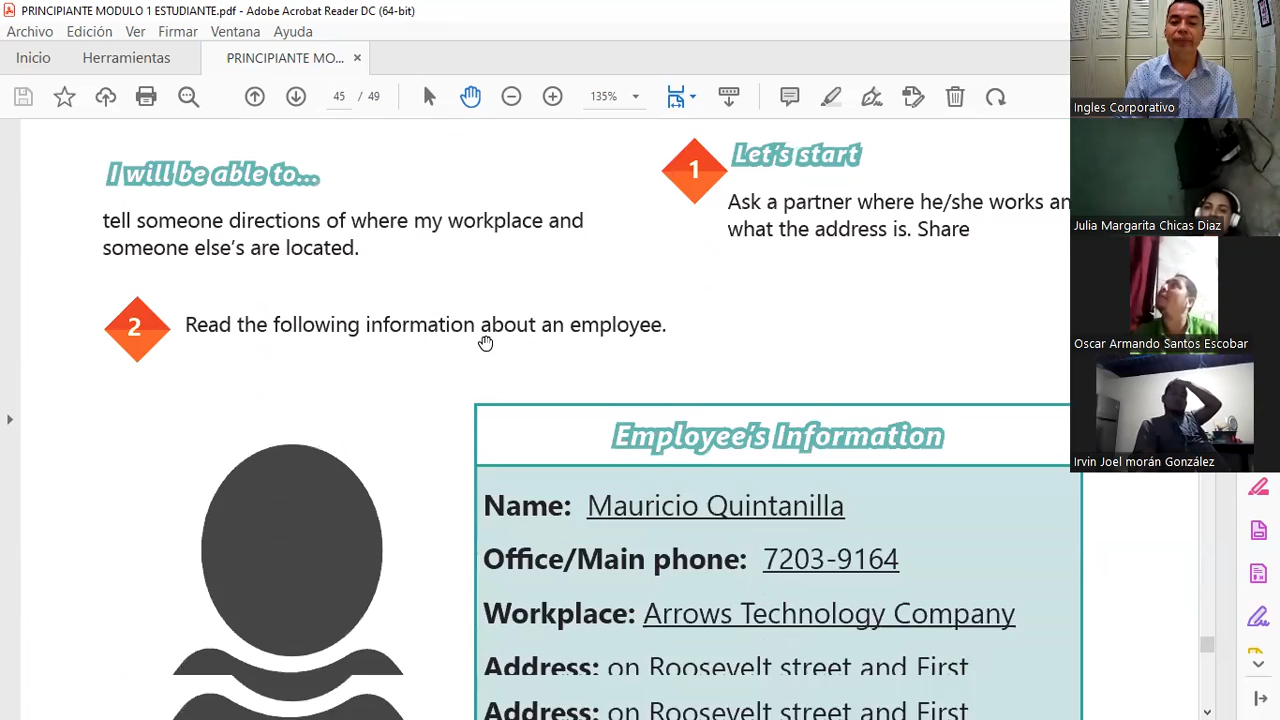 PRINCIPIANTE MODULO 1 ESTUDIANTE.pdf - Adobe Acrobat Reader DC (64-bit)
Archivo Edición Ver Firmar Ventana Ayuda
Inicio Herramientas PRINCIPIANTE MO... ×
45 / 49 135%
I will be able to...
tell someone directions of where my workplace and
someone else's are located.
1 Let's start
Ask a partner where he/she works an
what the address is. Share
2 Read the following information about an employee.
Employee's Information
Name: Mauricio Quintanilla
Office/Main phone: 7203-9164
Workplace: Arrows Technology Company
Address: on Roosevelt street and First
Address: on Roosevelt street and First
Ingles Corporativo
Julia Margarita Chicas Diaz
Oscar Armando Santos Escobar
Irvin Joel morán González